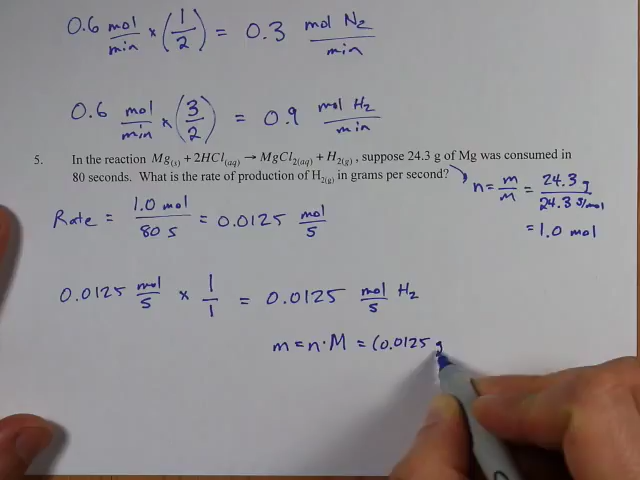 0.6 mol/min × (1/2) = 0.3 mol N₂/min
0.6 mol/min × (3/2) = 0.9 mol H₂/min
5. In the reaction Mg(s) + 2HCl(aq) → MgCl₂(aq) + H₂(g) , suppose 24.3 g of Mg was consumed in
80 seconds. What is the rate of production of H₂(g) in grams per second?
n = m/M = 24.3 g/24.3 g/mol
= 1.0 mol
Rate = 1.0 mol/80 s = 0.0125 mol/s
0.0125 mol/s × 1/1 = 0.0125 mol/s H₂
m = n·M = (0.0125 g